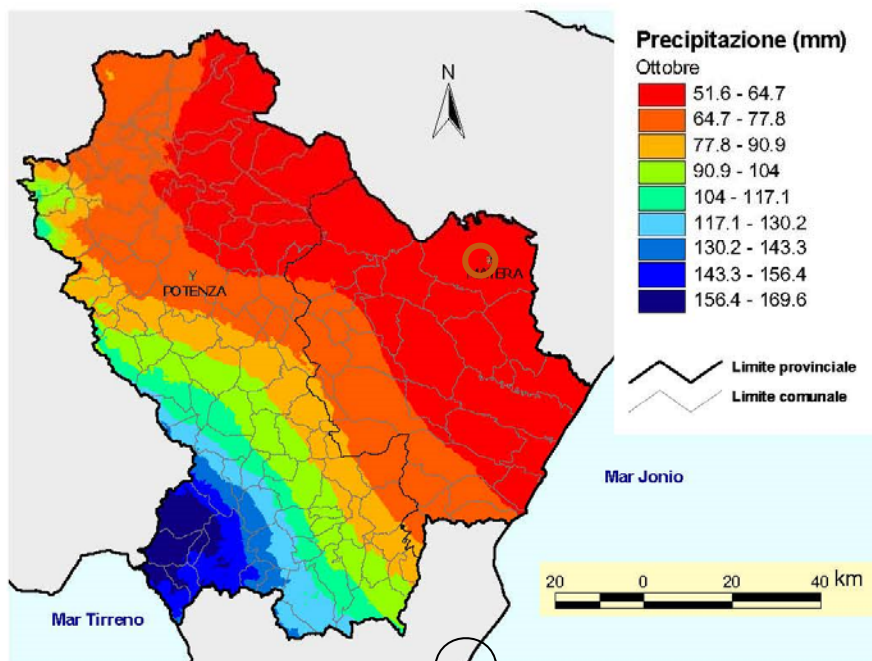 Precipitazione (mm)
Ottobre
51.6 - 64.7
64.7 - 77.8
77.8 - 90.9
90.9 - 104
104 - 117.1
117.1 - 130.2
130.2 - 143.3
143.3 - 156.4
156.4 - 169.6
Limite provinciale
Limite comunale
N
POTENZA
Mar Jonio
Mar Tirreno
20 0 20 40 km